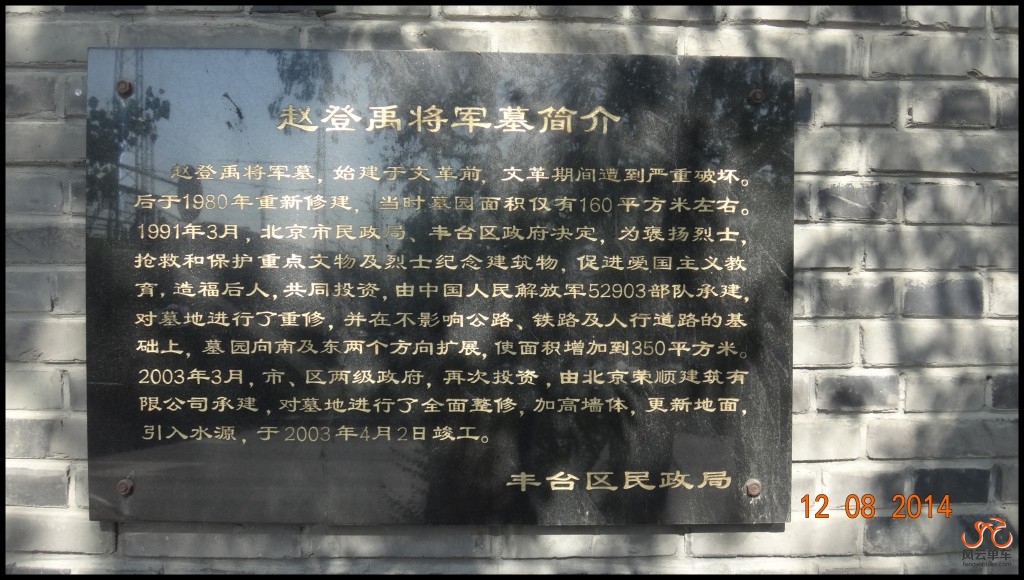 赵登禹将军墓简介
赵登禹将军墓，始建于文革前，文革期间遭到严重破坏。
后于1980年重新修建，当时墓园面积仅有160平方米左右。
1991年3月，北京市民政局、丰台区政府决定，为褒扬烈士，
抢救和保护重点文物及烈士纪念建筑物，促进爱国主义教
育，造福后人，共同投资，由中国人民解放军52903部队承建，
对墓地进行了重修，并在不影响公路、铁路及人行道路的基
础上，墓园向南及东两个方向扩展，使面积增加到350平方米。
2003年3月，市、区两级政府，再次投资，由北京荣顺建筑有
限公司承建，对墓地进行了全面整修，加高墙体，更新地面，
引入水源，于2003年4月2日竣工。
丰台区民政局
12 08 2014
风云单车